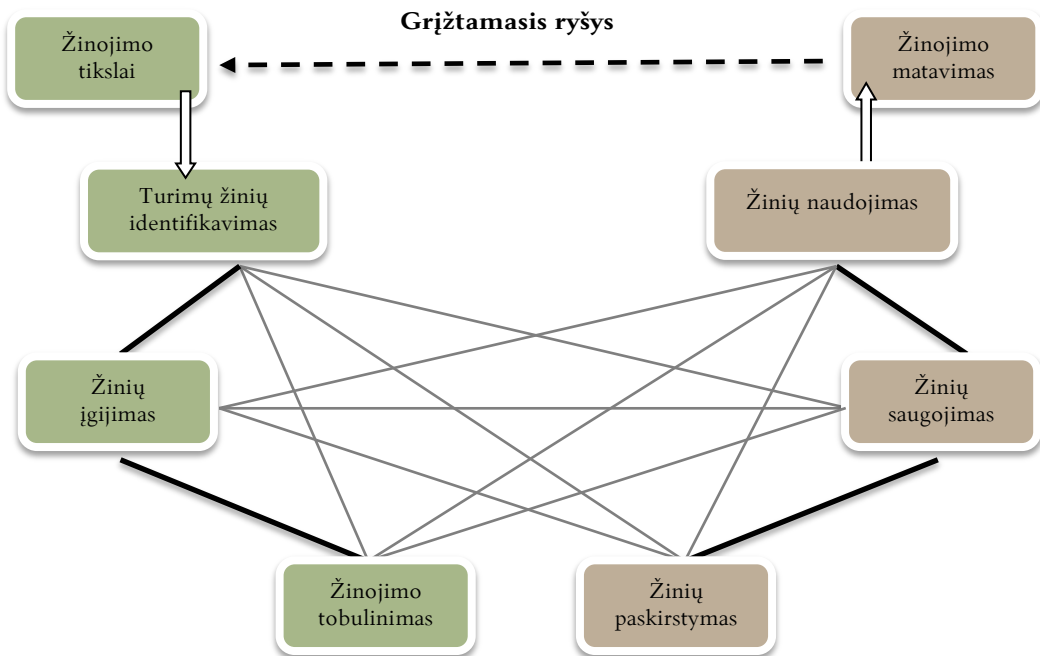 Grįžtamasis ryšys
Žinojimo
tikslai
Žinojimo
matavimas
Turimų žinių
identifikavimas
Žinių naudojimas
Žinių
įgijimas
Žinių
saugojimas
Žinojimo
tobulinimas
Žinių
paskirstymas